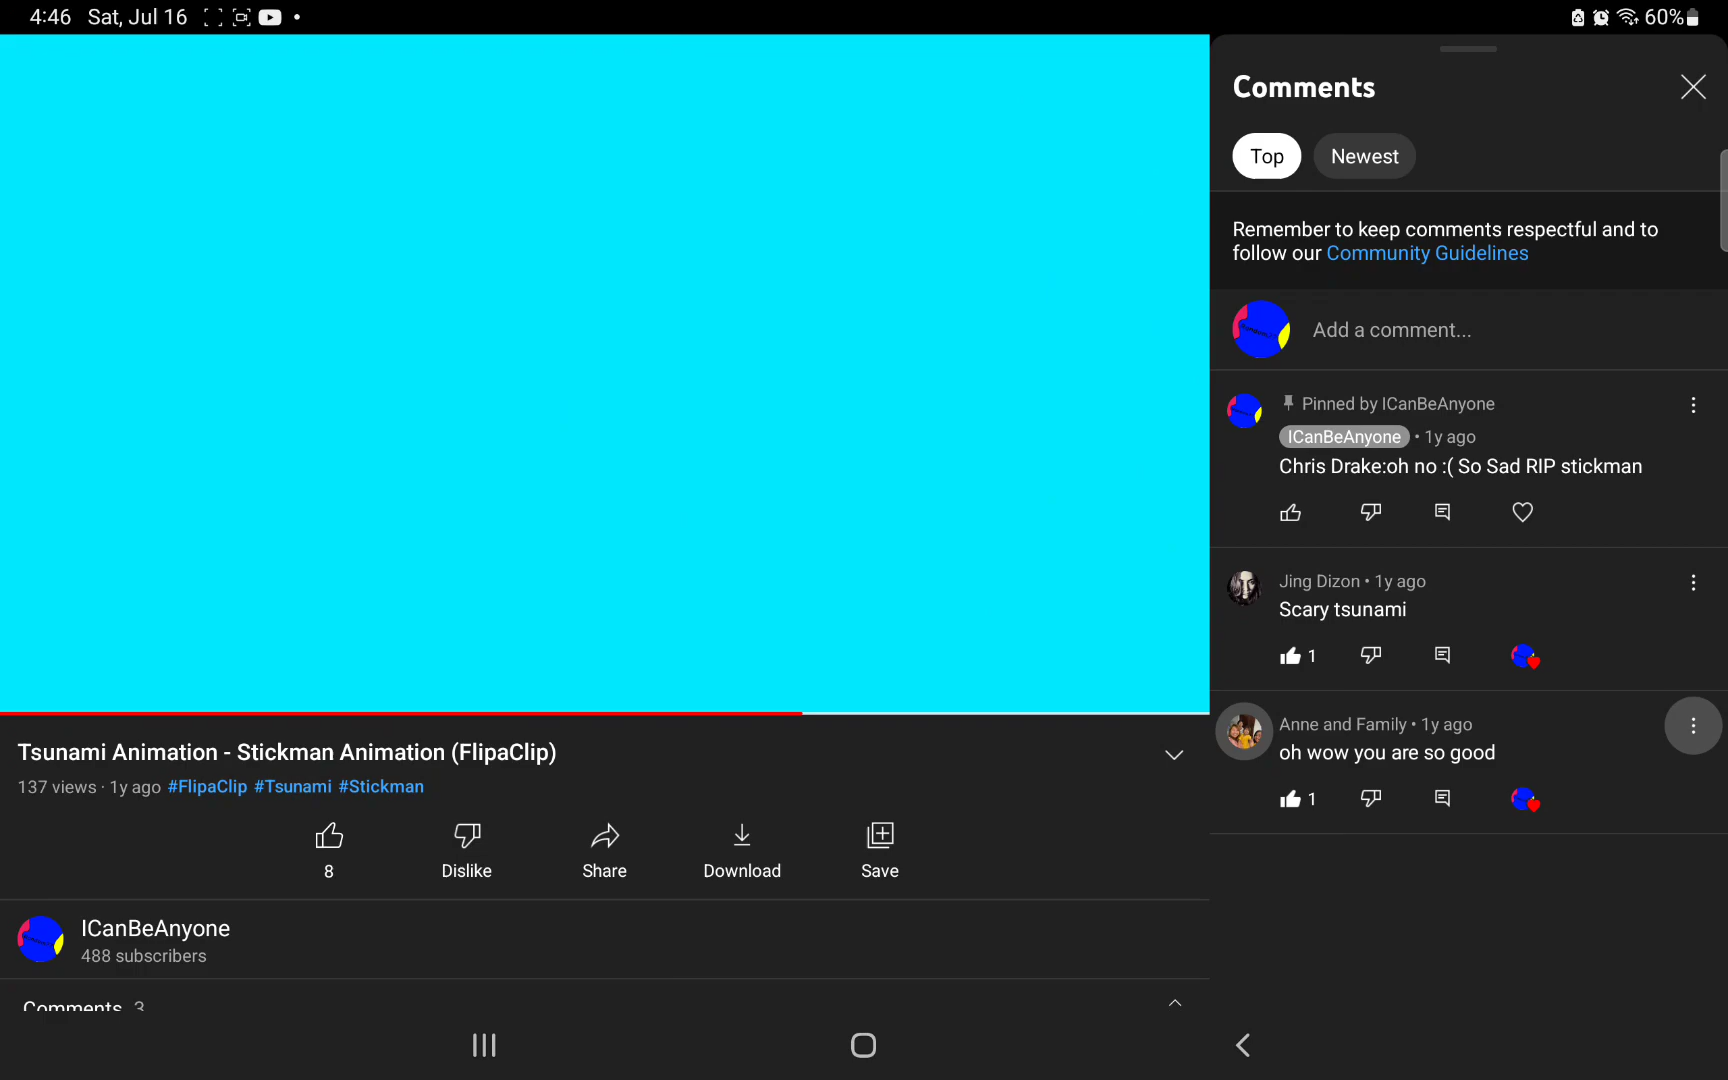 4:46 Sat, Jul 16
60%
Tsunami Animation - Stickman Animation (FlipaClip)
137 views · 1y ago #FlipaClip #Tsunami #Stickman
8 Dislike Share Download Save
ICanBeAnyone
488 subscribers
Comments 3
Comments
Top Newest
Remember to keep comments respectful and to
follow our Community Guidelines
Add a comment...
Pinned by ICanBeAnyone
ICanBeAnyone • 1y ago
Chris Drake:oh no :( So Sad RIP stickman
Jing Dizon • 1y ago
Scary tsunami
1
Anne and Family • 1y ago
oh wow you are so good
1